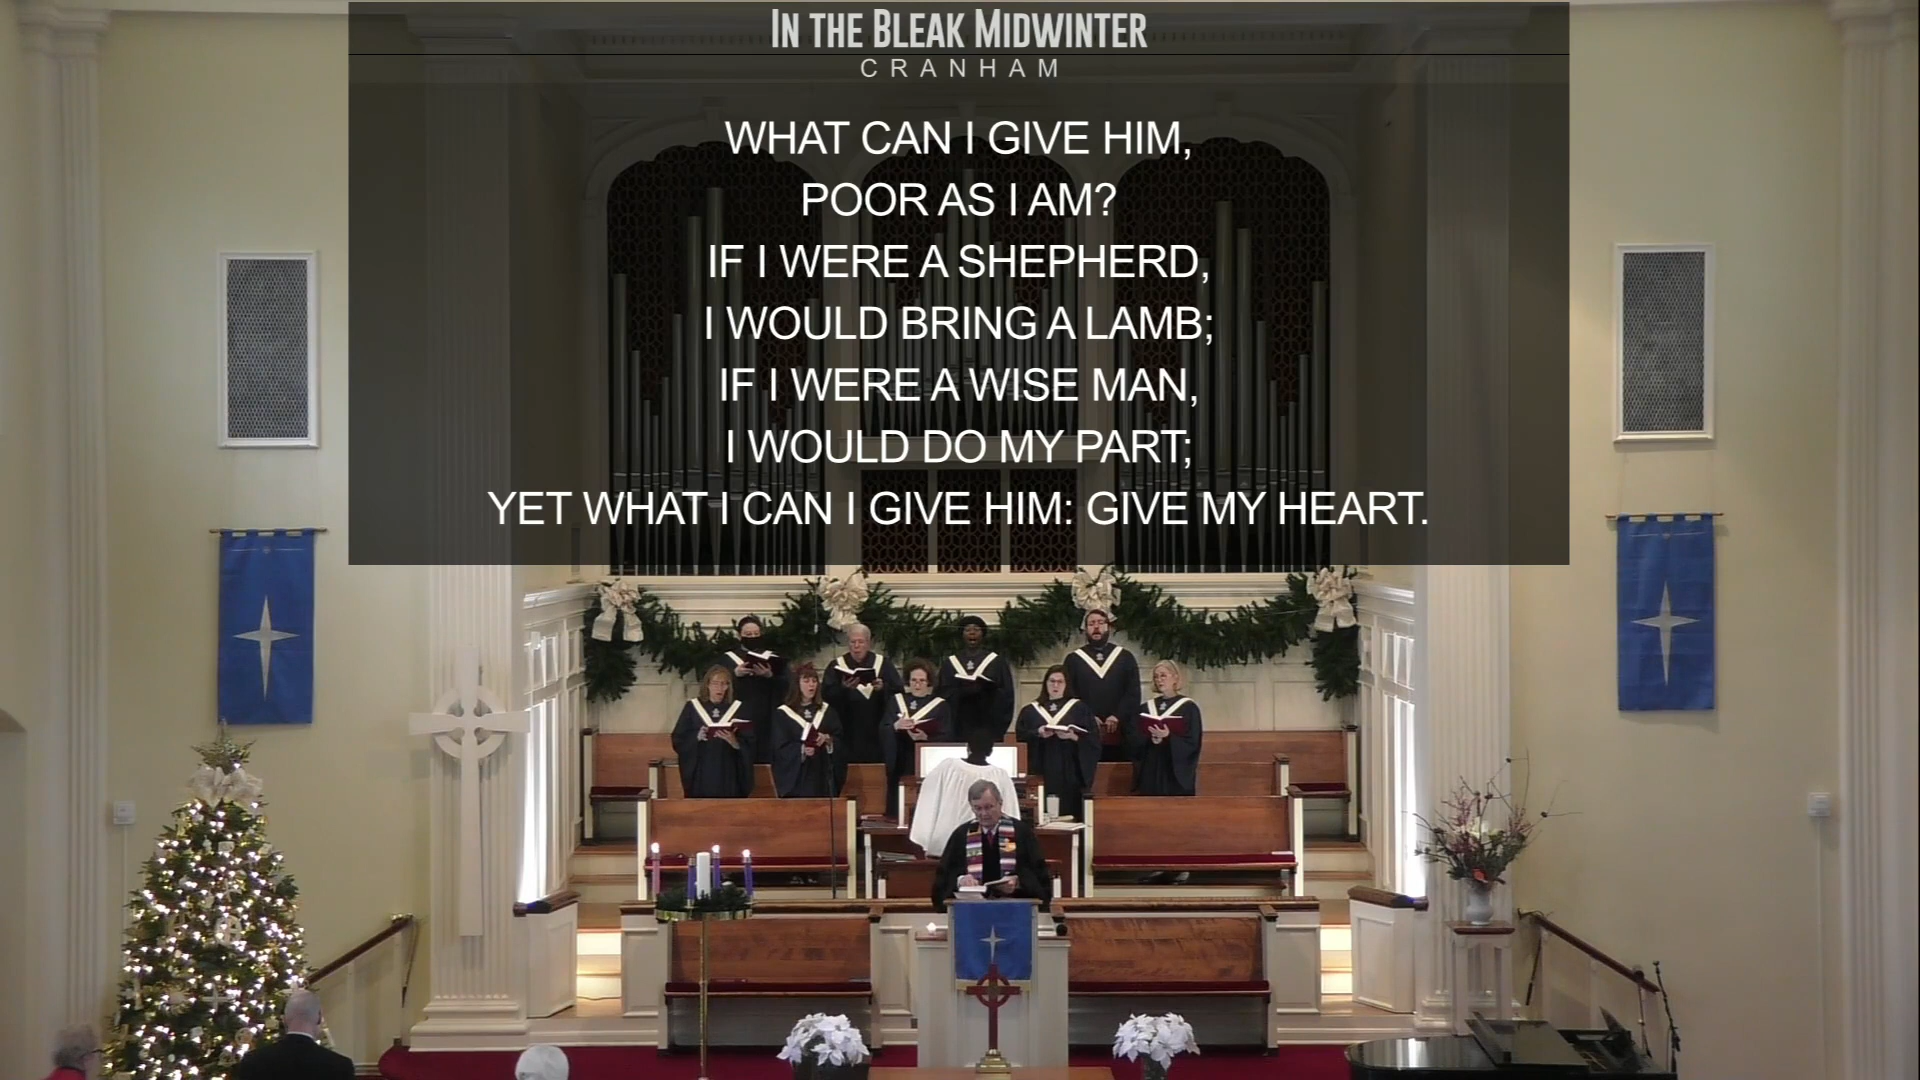 IN THE BLEAK MIDWINTER
CRANHAM
WHAT CAN I GIVE HIM,
POOR AS I AM?
IF I WERE A SHEPHERD,
I WOULD BRING A LAMB;
IF I WERE A WISE MAN,
I WOULD DO MY PART;
YET WHAT I CAN I GIVE HIM: GIVE MY HEART.